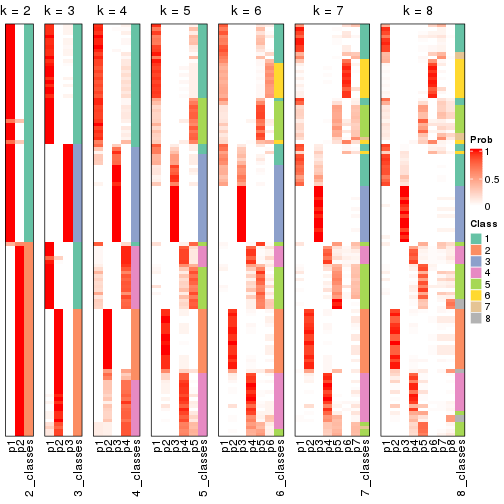 k = 2
k = 3
k = 4
k = 5
k = 6
k = 7
k = 8
Prob
1
0.5
0
Class
1
2
3
4
5
6
7
8
p1
p2
2_classes
p1
p2
p3
3_classes
p1
p2
p3
p4
4_classes
p1
p2
p3
p4
p5
5_classes
p1
p2
p3
p4
p5
p6
6_classes
p1
p2
p3
p4
p5
p6
p7
7_classes
p1
p2
p3
p4
p5
p6
p7
p8
8_classes